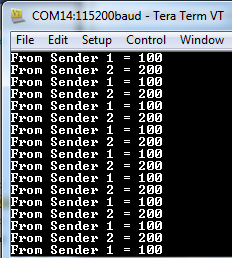 COM14:115200baud - Tera Term VT
File Edit Setup Control Window
From Sender 1 = 100
From Sender 2 = 200
From Sender 1 = 100
From Sender 2 = 200
From Sender 1 = 100
From Sender 2 = 200
From Sender 1 = 100
From Sender 2 = 200
From Sender 1 = 100
From Sender 2 = 200
From Sender 1 = 100
From Sender 2 = 200
From Sender 1 = 100
From Sender 2 = 200
From Sender 1 = 100
From Sender 2 = 200
From Sender 1 = 100